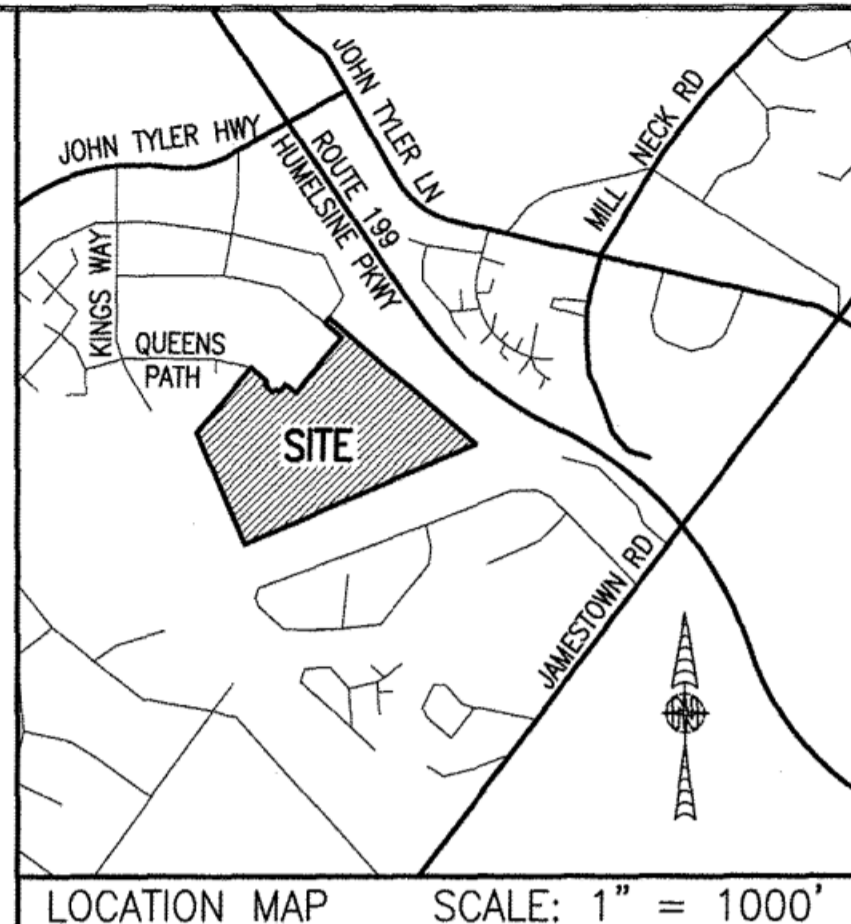 JOHN TYLER HWY
JOHN TYLER LN
ROUTE 199
HUMELSINE PKWY
MILL NECK RD
KINGS WAY
QUEENS
PATH
SITE
JAMESTOWN RD
LOCATION MAP SCALE: 1" = 1000'